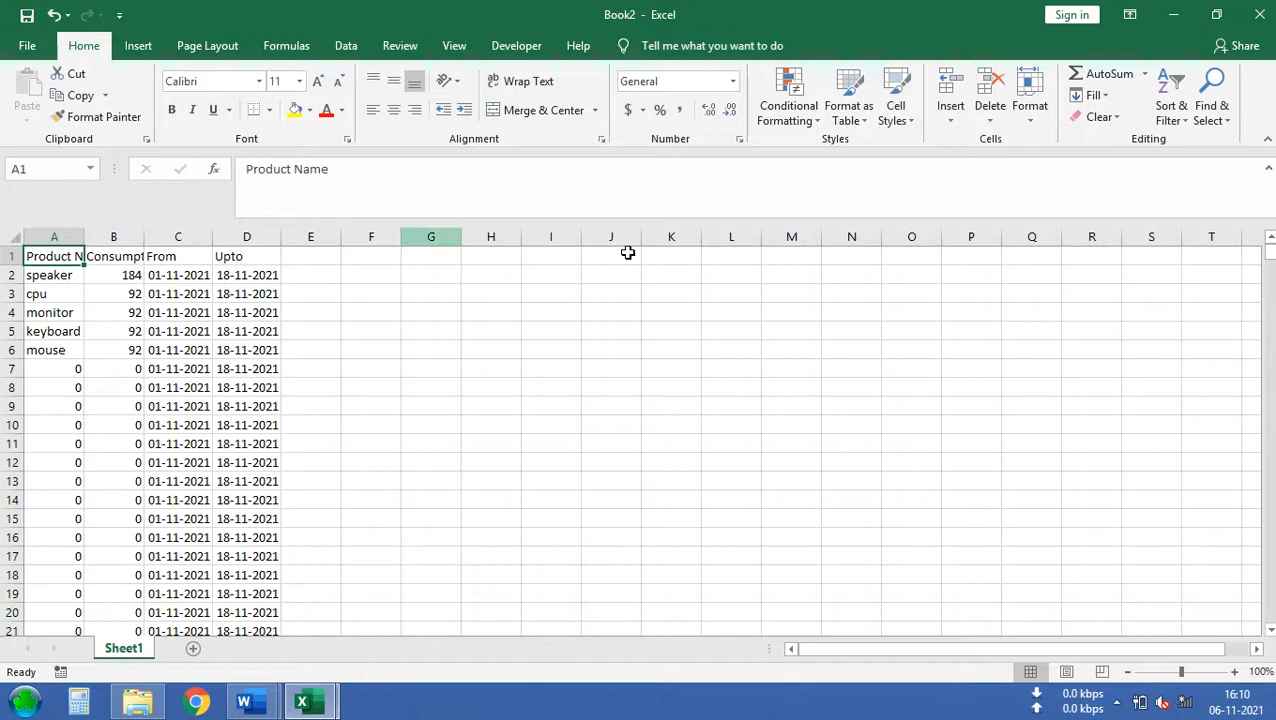 Book2 - Excel
Sign in
File Home Insert Page Layout Formulas Data Review View Developer Help Tell me what you want to do Share
Cut
Calibri 11
Wrap Text
General
AutoSum
Paste
Copy
Fill
Format Painter
Merge & Center
Conditional Formatting
Format as Table
Cell Styles
Insert Delete Format
Clear
Sort & Filter
Find & Select
Clipboard Font Alignment Number Styles Cells Editing
A1 fx Product Name
A B C D E F G H I J K L M N O P Q R S T
1 Product N Consumpt From Upto
2 speaker 184 01-11-2021 18-11-2021
3 cpu 92 01-11-2021 18-11-2021
4 monitor 92 01-11-2021 18-11-2021
5 keyboard 92 01-11-2021 18-11-2021
6 mouse 92 01-11-2021 18-11-2021
7 0 0 01-11-2021 18-11-2021
8 0 0 01-11-2021 18-11-2021
9 0 0 01-11-2021 18-11-2021
10 0 0 01-11-2021 18-11-2021
11 0 0 01-11-2021 18-11-2021
12 0 0 01-11-2021 18-11-2021
13 0 0 01-11-2021 18-11-2021
14 0 0 01-11-2021 18-11-2021
15 0 0 01-11-2021 18-11-2021
16 0 0 01-11-2021 18-11-2021
17 0 0 01-11-2021 18-11-2021
18 0 0 01-11-2021 18-11-2021
19 0 0 01-11-2021 18-11-2021
20 0 0 01-11-2021 18-11-2021
21 0 0 01-11-2021 18-11-2021
Sheet1
Ready 100%
0.0 kbps 16:10
0.0 kbps 06-11-2021